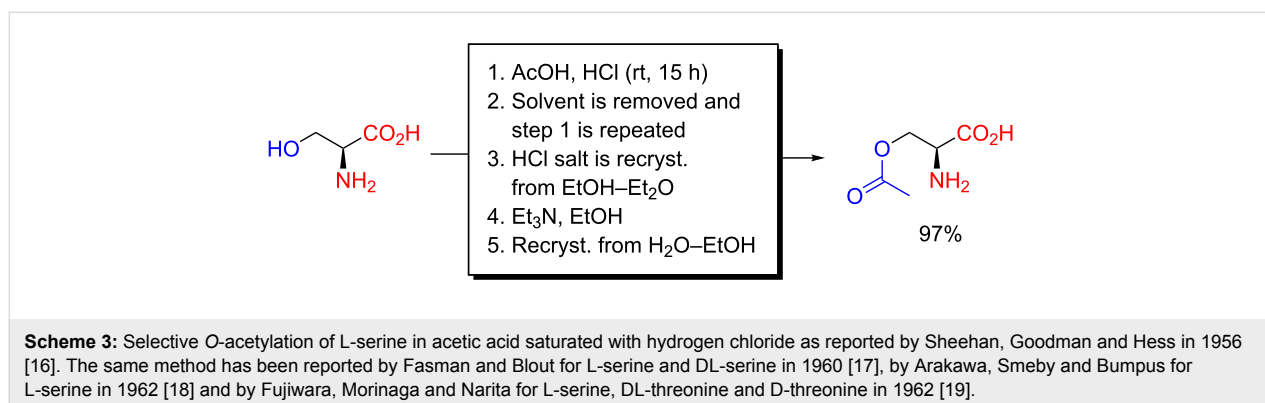 HO
CO₂H
NH₂
1. AcOH, HCl (rt, 15 h)
2. Solvent is removed and
step 1 is repeated
3. HCl salt is recryst.
from EtOH–Et₂O
4. Et₃N, EtOH
5. Recryst. from H₂O–EtOH
O
O
CO₂H
NH₂
97%
Scheme 3: Selective O-acetylation of L-serine in acetic acid saturated with hydrogen chloride as reported by Sheehan, Goodman and Hess in 1956
[16]. The same method has been reported by Fasman and Blout for L-serine and DL-serine in 1960 [17], by Arakawa, Smeby and Bumpus for
L-serine in 1962 [18] and by Fujiwara, Morinaga and Narita for L-serine, DL-threonine and D-threonine in 1962 [19].